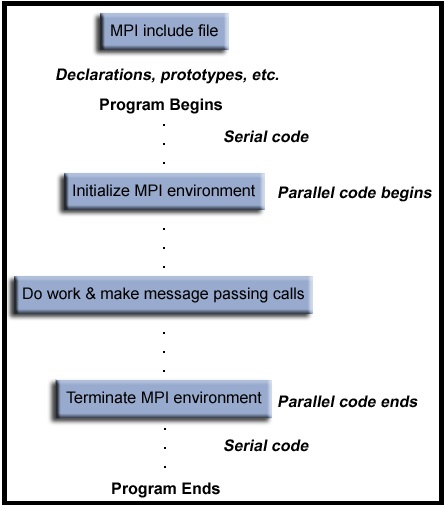 MPI include file
Declarations, prototypes, etc.
Program Begins
Serial code
Initialize MPI environment
Parallel code begins
Do work & make message passing calls
Terminate MPI environment
Parallel code ends
Serial code
Program Ends